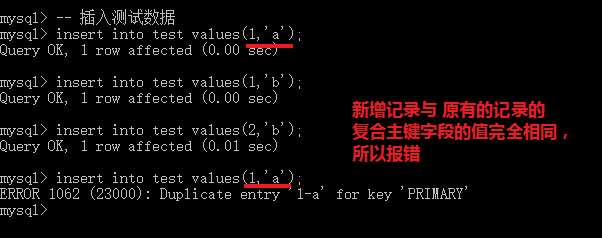 mysql> -- 插入测试数据
mysql> insert into test values(1,'a');
Query OK, 1 row affected (0.00 sec)
mysql> insert into test values(1,'b');
Query OK, 1 row affected (0.00 sec)
新增记录与 原有的记录的
复合主键字段的值完全相同，
所以报错
mysql> insert into test values(2,'b');
Query OK, 1 row affected (0.01 sec)
mysql> insert into test values(1,'a');
ERROR 1062 (23000): Duplicate entry '1-a' for key 'PRIMARY'
mysql>